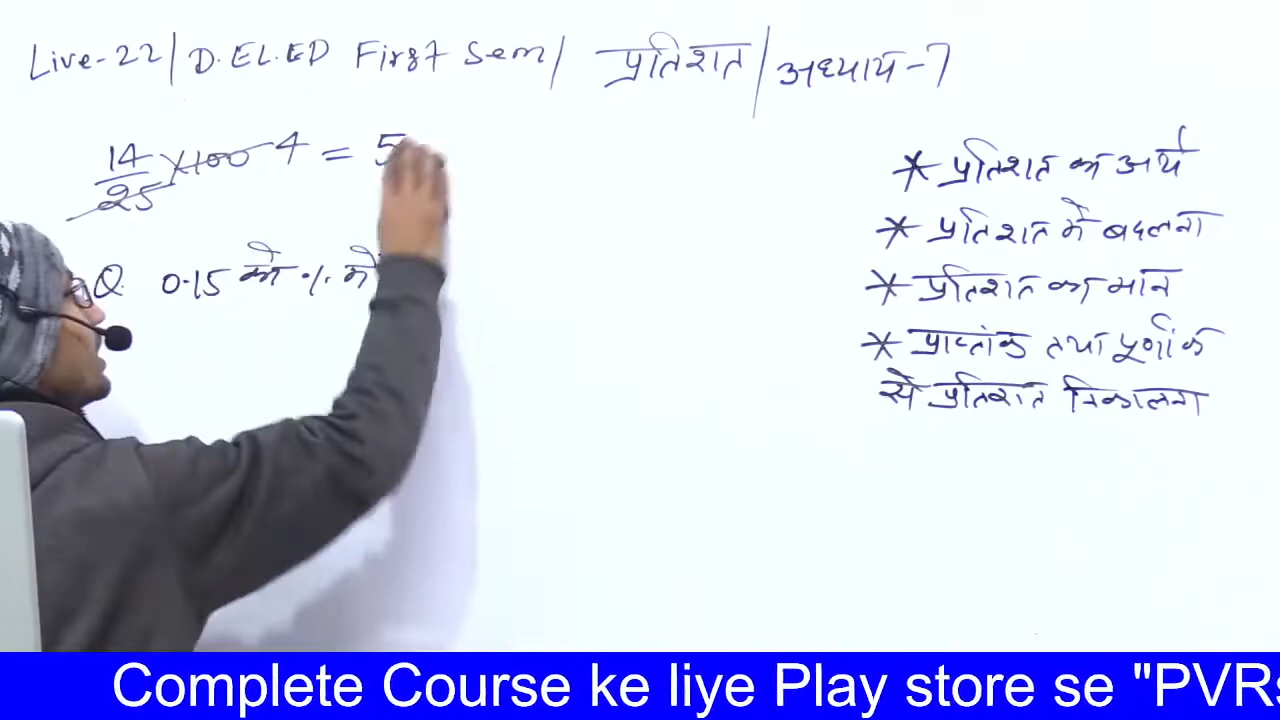 Live-22 / D.EL.ED First Sem / प्रतिशत / अध्याय-7
14/25 × 100 4 = 5
Q. 0.15 को % में
* प्रतिशत का अर्थ
* प्रतिशत में बदलना
* प्रतिशत का मान
* प्राप्तांक तथा पूर्णांक
से प्रतिशत निकालना
Complete Course ke liye Play store se "PVR